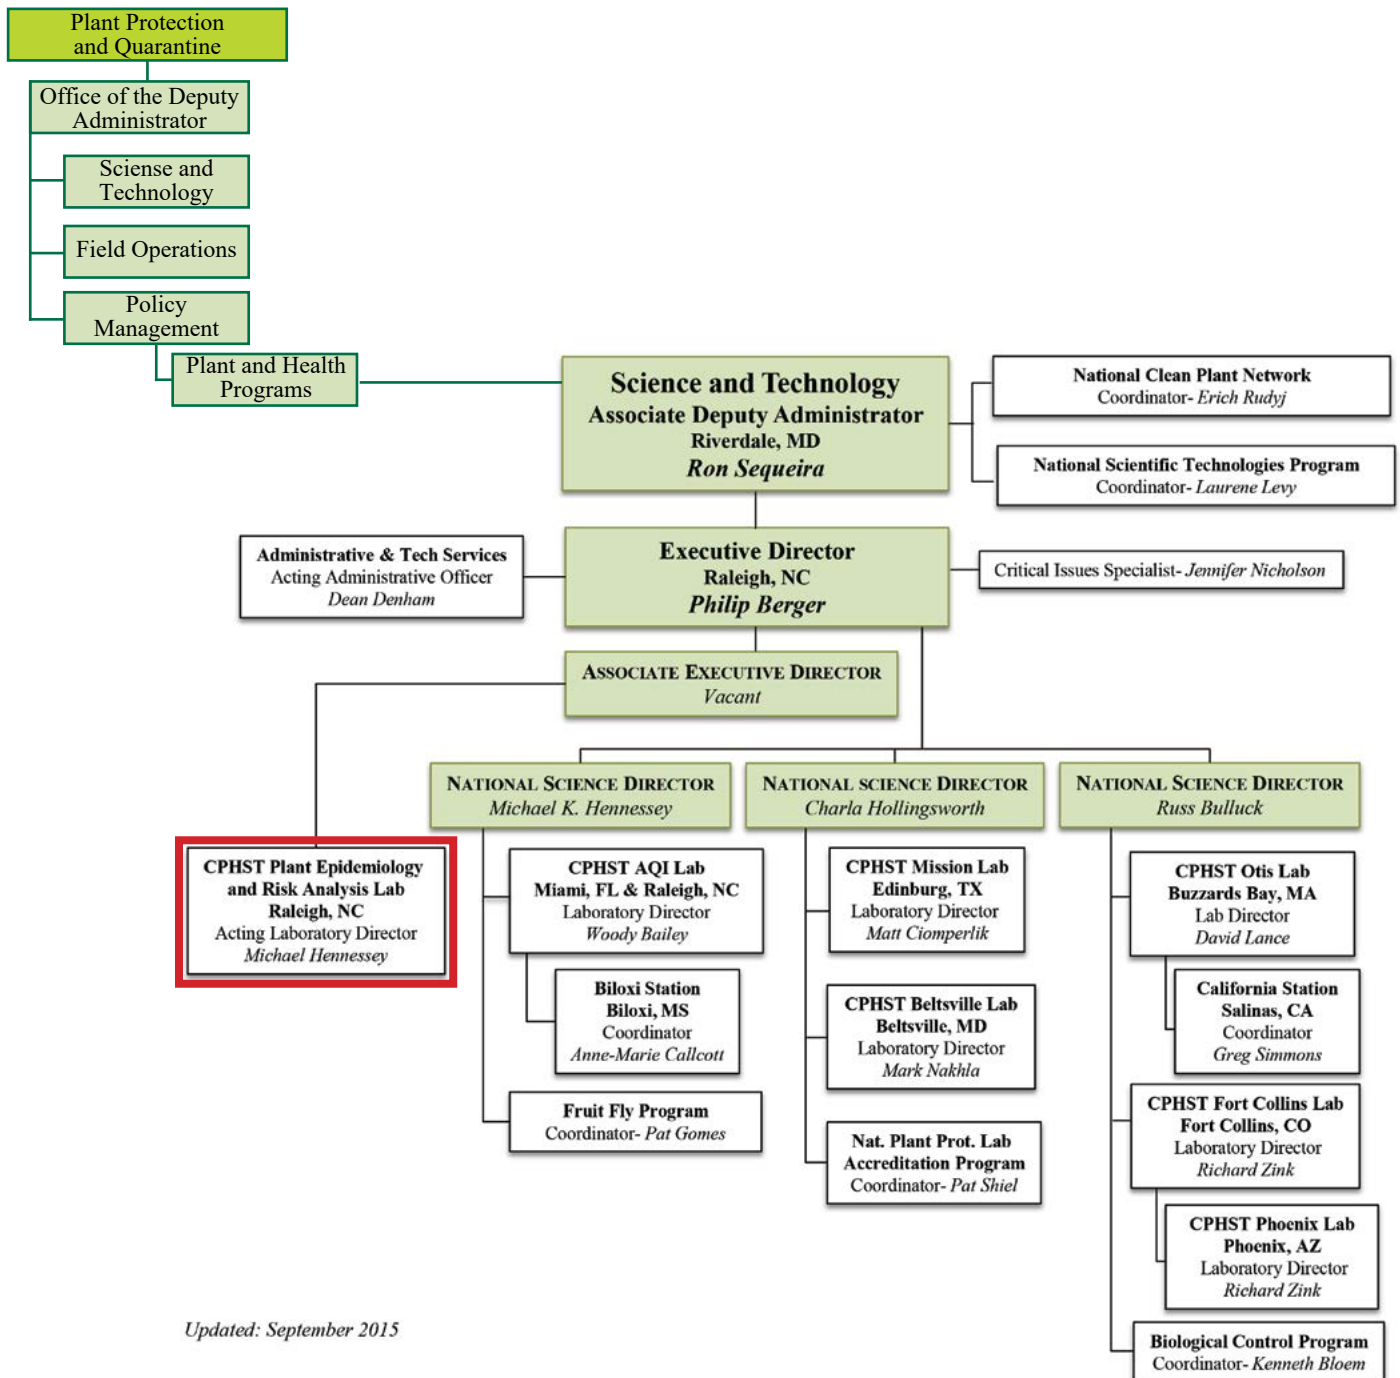 Plant Protection
and Quarantine
Office of the Deputy
Administrator
Sciense and
Technology
Field Operations
Policy
Management
Plant and Health
Programs
Science and Technology
Associate Deputy Administrator
Riverdale, MD
Ron Sequeira
National Clean Plant Network
Coordinator- Erich Rudyj
National Scientific Technologies Program
Coordinator- Laurene Levy
Administrative & Tech Services
Acting Administrative Officer
Dean Denham
Executive Director
Raleigh, NC
Philip Berger
Critical Issues Specialist- Jennifer Nicholson
ASSOCIATE EXECUTIVE DIRECTOR
Vacant
NATIONAL SCIENCE DIRECTOR
Michael K. Hennessey
NATIONAL SCIENCE DIRECTOR
Charla Hollingsworth
NATIONAL SCIENCE DIRECTOR
Russ Bulluck
CPHST Plant Epidemiology
and Risk Analysis Lab
Raleigh, NC
Acting Laboratory Director
Michael Hennessey
CPHST AQI Lab
Miami, FL & Raleigh, NC
Laboratory Director
Woody Bailey
Biloxi Station
Biloxi, MS
Coordinator
Anne-Marie Callcott
Fruit Fly Program
Coordinator- Pat Gomes
CPHST Mission Lab
Edinburg, TX
Laboratory Director
Matt Ciomperlik
CPHST Beltsville Lab
Beltsville, MD
Laboratory Director
Mark Nakhla
Nat. Plant Prot. Lab
Accreditation Program
Coordinator- Pat Shiel
CPHST Otis Lab
Buzzards Bay, MA
Lab Director
David Lance
California Station
Salinas, CA
Coordinator
Greg Simmons
CPHST Fort Collins Lab
Fort Collins, CO
Laboratory Director
Richard Zink
CPHST Phoenix Lab
Phoenix, AZ
Laboratory Director
Richard Zink
Biological Control Program
Coordinator- Kenneth Bloem
Updated: September 2015